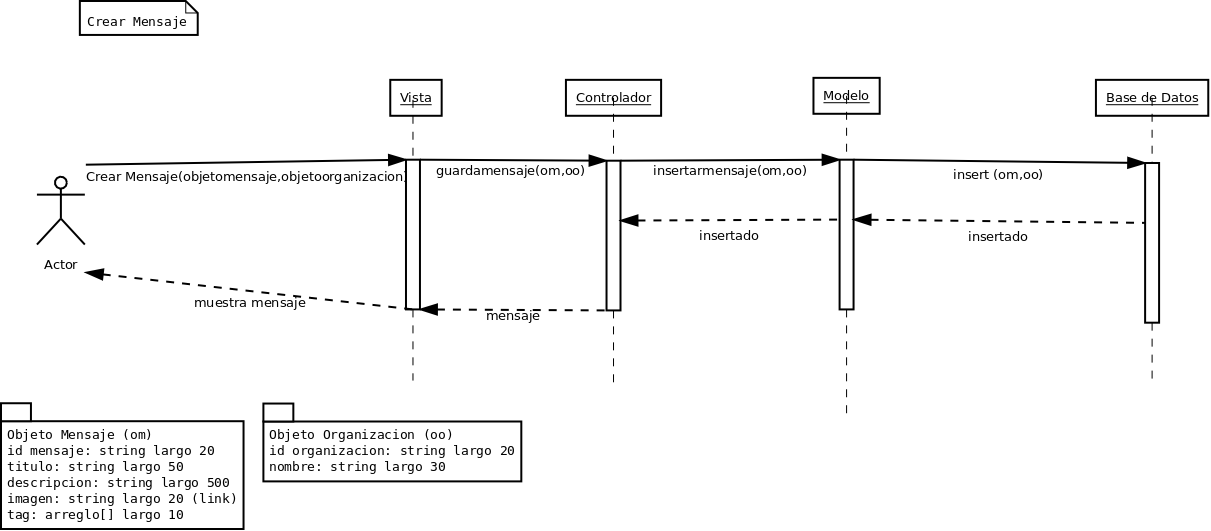 Crear Mensaje
Vista
Controlador
Modelo
Base de Datos
Crear Mensaje(objetomensaje,objetoorganizacion)
guardamensaje(om,oo)
insertarmensaje(om,oo)
insert (om,oo)
insertado
insertado
Actor
muestra mensaje
mensaje
Objeto Mensaje (om)
id mensaje: string largo 20
titulo: string largo 50
descripcion: string largo 500
imagen: string largo 20 (link)
tag: arreglo[] largo 10
Objeto Organizacion (oo)
id organizacion: string largo 20
nombre: string largo 30